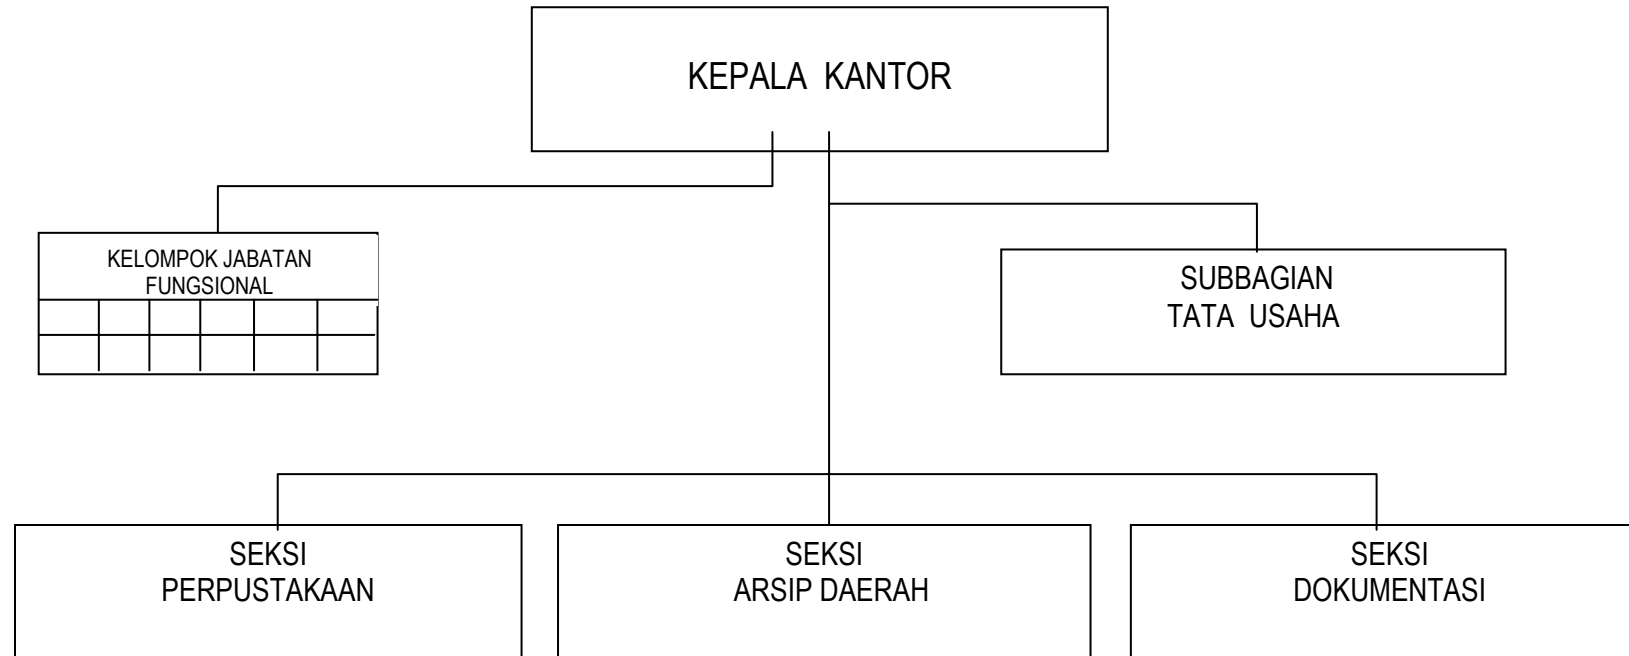 KEPALA KANTOR
KELOMPOK JABATAN
FUNGSIONAL
SUBBAGIAN
TATA USAHA
SEKSI
PERPUSTAKAAN
SEKSI
ARSIP DAERAH
SEKSI
DOKUMENTASI